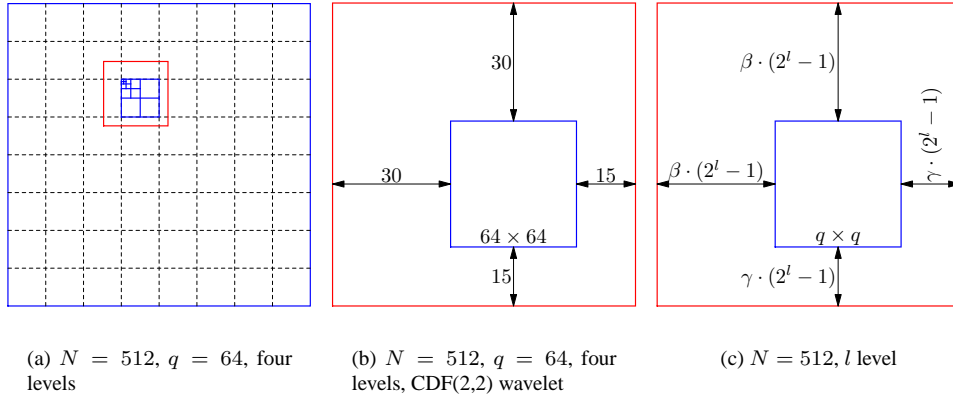 30
30
15
64 × 64
15
β · (2^l − 1)
β · (2^l − 1)
γ · (2^l − 1)
q × q
γ · (2^l − 1)
(a) N = 512, q = 64, four
levels
(b) N = 512, q = 64, four
levels, CDF(2,2) wavelet
(c) N = 512, l level